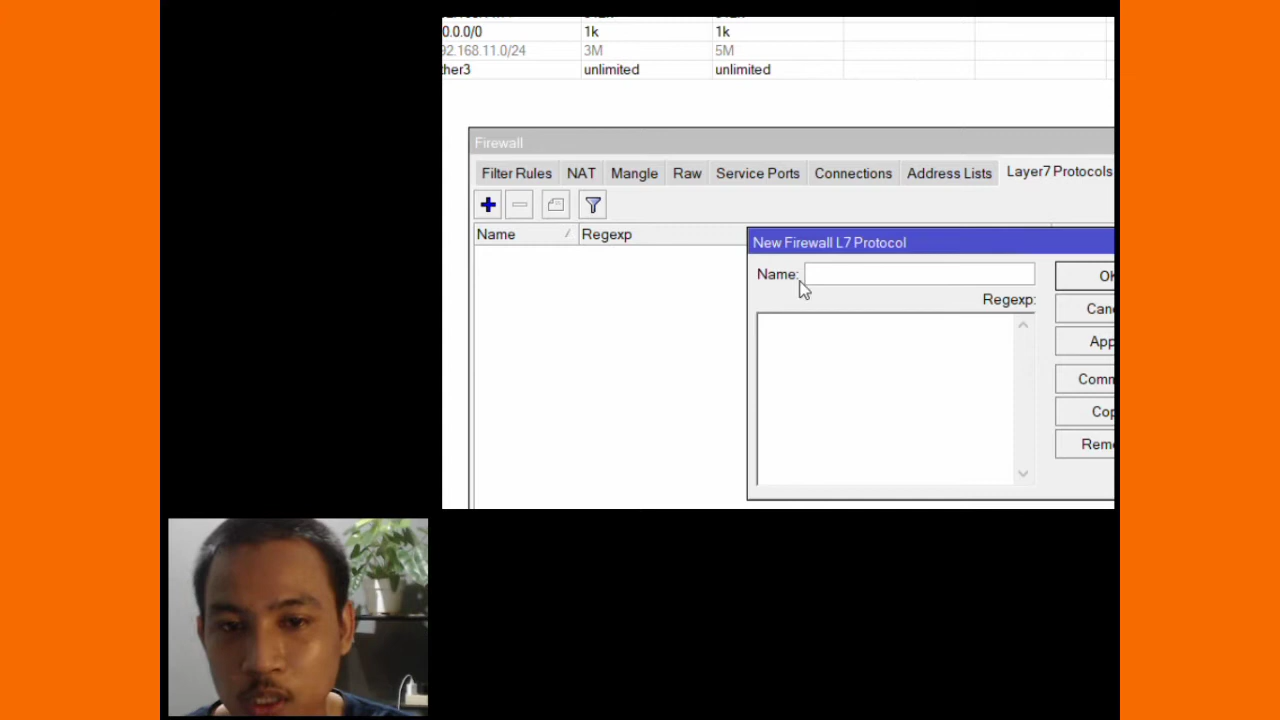 0.0.0/0 1k 1k
92.168.11.0/24 3M 5M
ther3 unlimited unlimited
Firewall
Filter Rules NAT Mangle Raw Service Ports Connections Address Lists Layer7 Protocols
Name Regexp
New Firewall L7 Protocol
Name:
OK
Regexp:
Canc
App
Comm
Cop
Remo